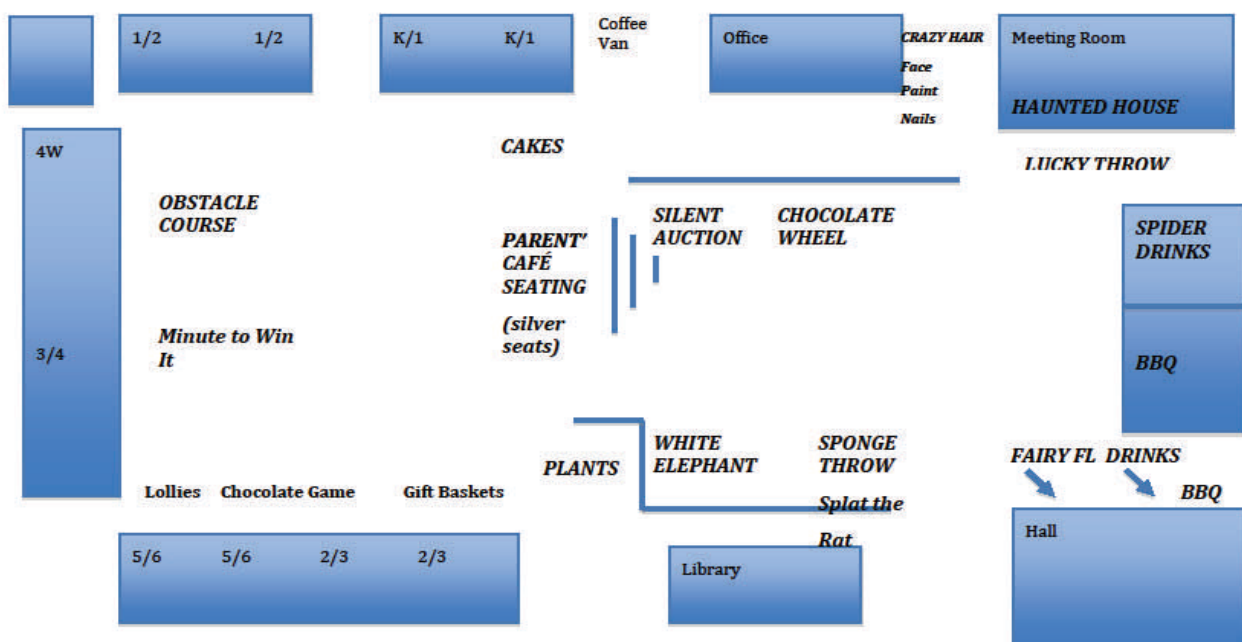 1/2 1/2
K/1 K/1
Coffee
Van
Office
CRAZY HAIR
Face
Paint
Nails
Meeting Room
HAUNTED HOUSE
CAKES
LUCKY THROW
4W
OBSTACLE
COURSE
SILENT
AUCTION
CHOCOLATE
WHEEL
PARENT’
CAFÉ
SEATING
(silver
seats)
SPIDER
DRINKS
Minute to Win
It
3/4
BBQ
PLANTS
WHITE
ELEPHANT
SPONGE
THROW
Splat the
Rat
FAIRY FL DRINKS
BBQ
Lollies Chocolate Game Gift Baskets
5/6 5/6 2/3 2/3
Library
Hall